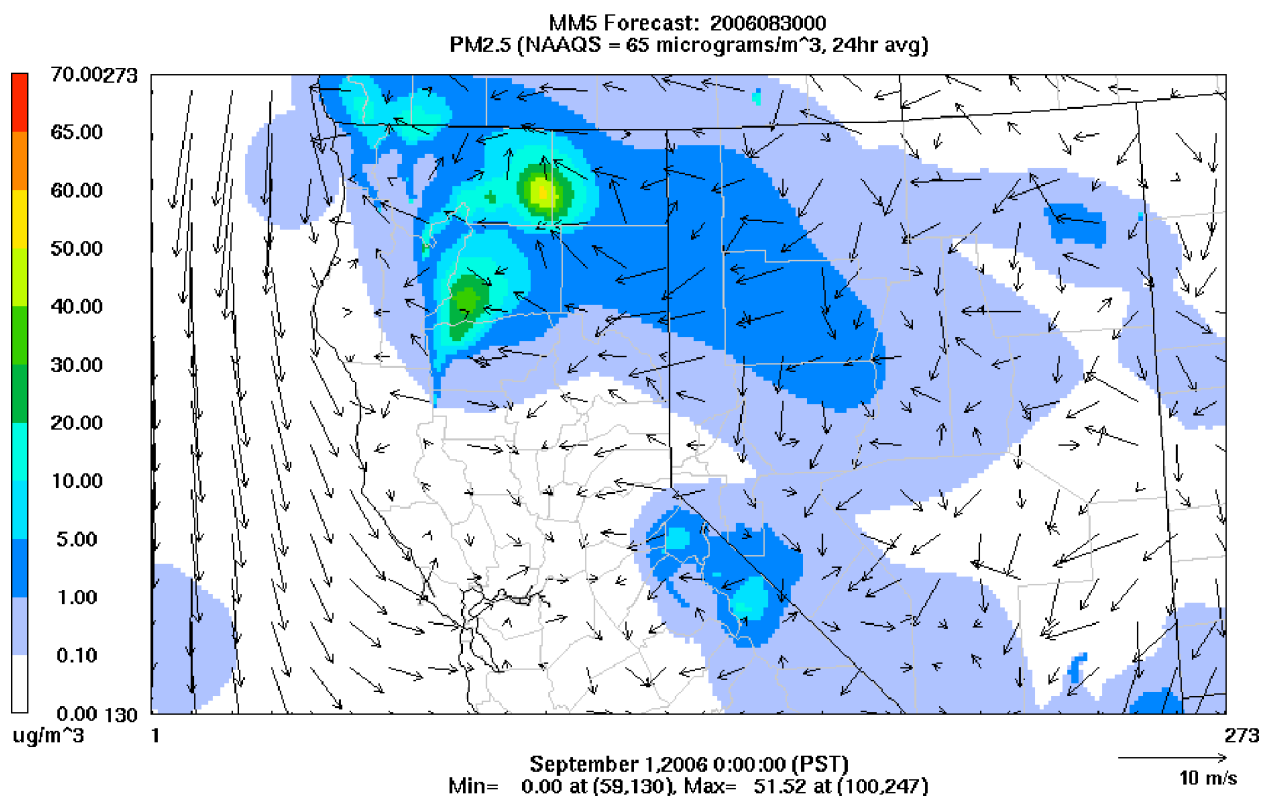 MM5 Forecast: 2006083000
PM2.5 (NAAQS = 65 micrograms/m^3, 24hr avg)
70.00
273
65.00
60.00
50.00
40.00
30.00
20.00
10.00
5.00
1.00
0.10
0.00
130
ug/m^3
1
273
September 1,2006 0:00:00 (PST)
Min= 0.00 at (59,130), Max= 51.52 at (100,247)
10 m/s